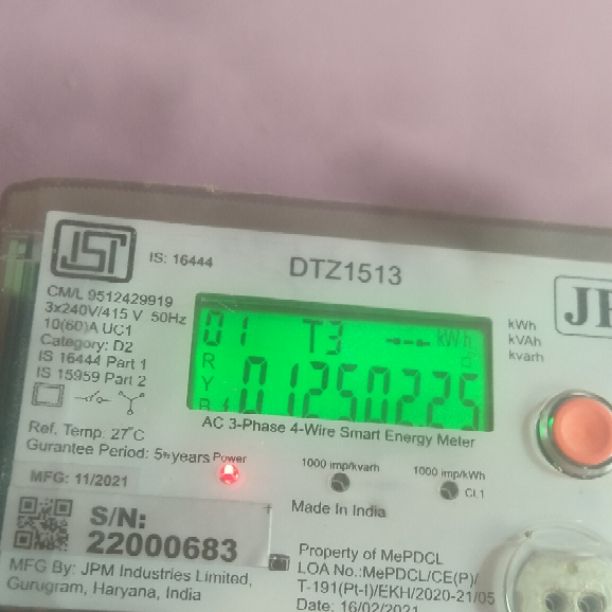 IS: 16444
DTZ1513
JP
CM/L 9512429919
3x240V/415 V 50Hz
10(60)A UC1
Category: D2
IS 16444 Part 1
IS 15959 Part 2
01 T3 kWh
R
Y
B
01250225
kWh
kVAh
kvarh
AC 3-Phase 4-Wire Smart Energy Meter
Ref. Temp: 27°C
Gurantee Period: 5½years
Power
1000 imp/kvarh
1000 imp/kWh
CL1
MFG: 11/2021
Made In India
S/N:
22000683
MFG By: JPM Industries Limited,
Gurugram, Haryana, India
Property of MePDCL
LOA No.:MePDCL/CE(P)/
T-191(Pt-I)/EKH/2020-21/05
Date: 16/02/2021